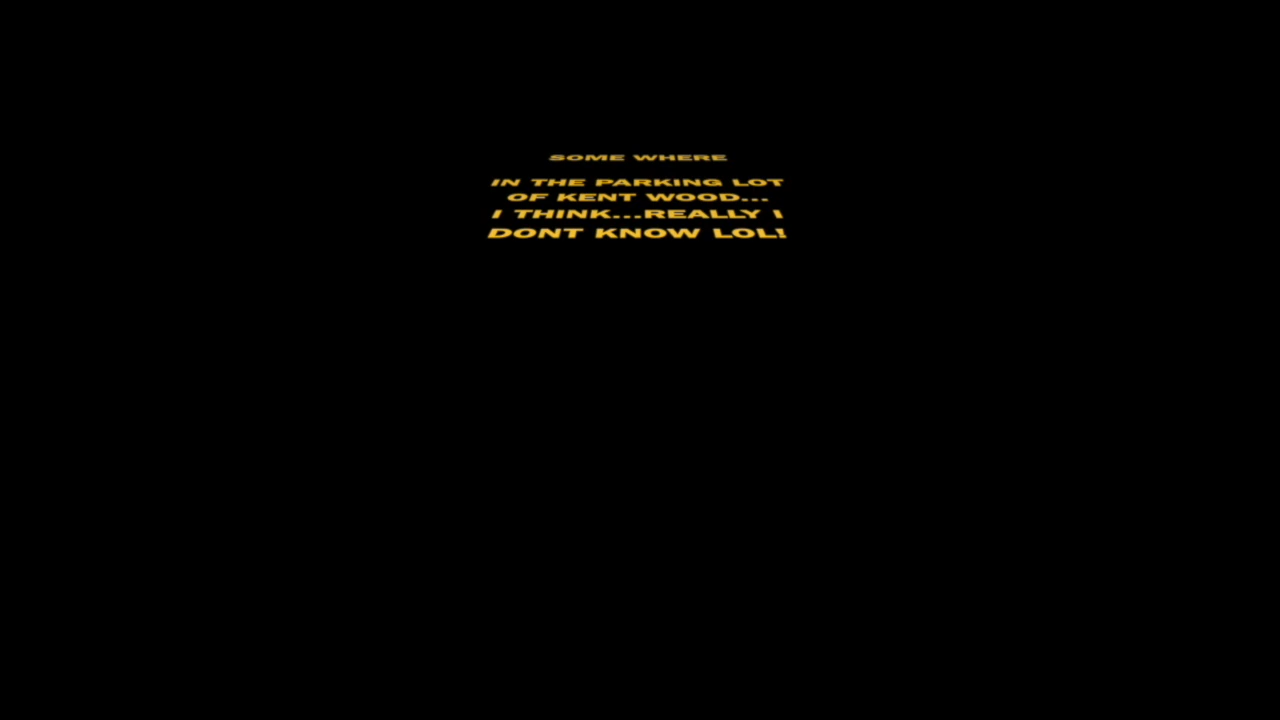 SOME WHERE
IN THE PARKING LOT
OF KENT WOOD...
I THINK...REALLY I
DONT KNOW LOL!